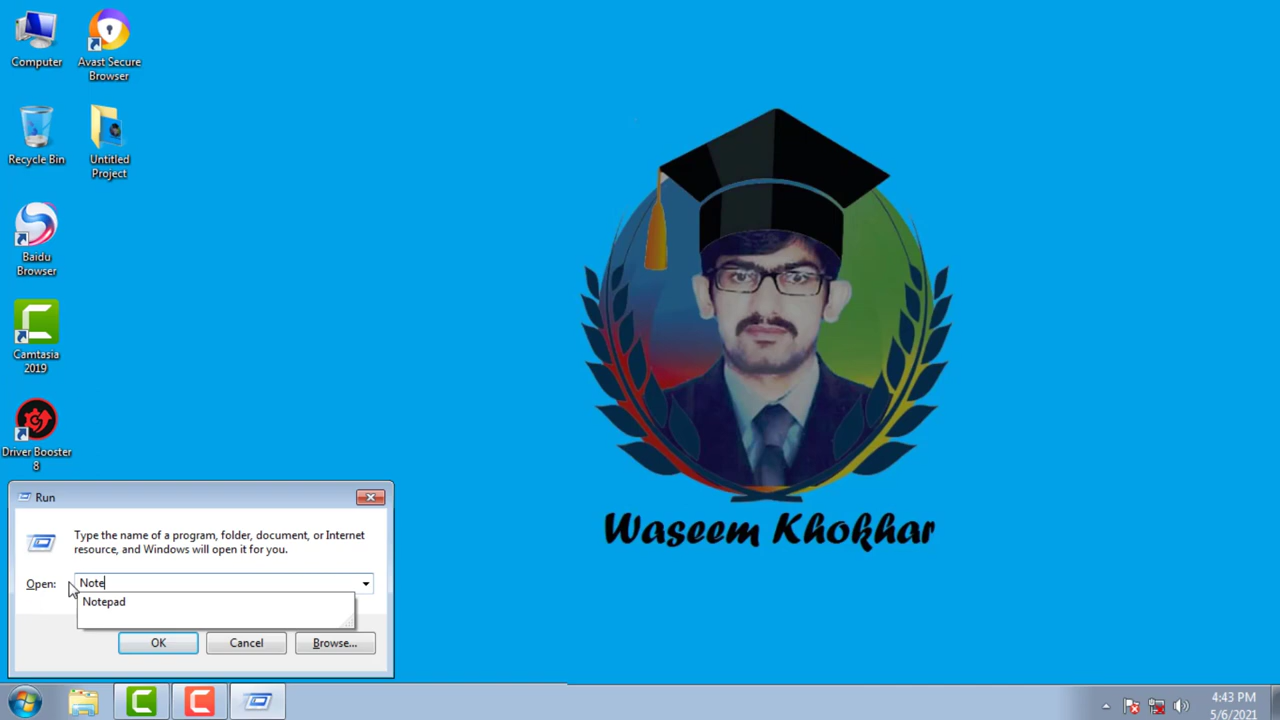 Computer
Avast Secure
Browser
Recycle Bin
Untitled
Project
Baidu
Browser
Camtasia
2019
Driver Booster
8
Waseem Khokhar
Run
Type the name of a program, folder, document, or Internet
resource, and Windows will open it for you.
Open:
Note
Notepad
OK
Cancel
Browse...
4:43 PM
5/6/2021